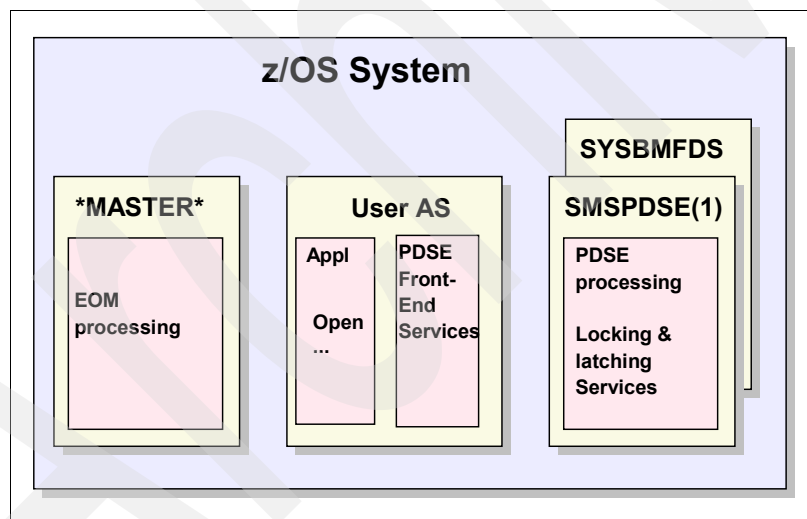 z/OS System
SYSBMFDS
*MASTER*
EOM
processing
User AS
Appl
Open
...
PDSE
Front-
End
Services
SMSPDSE(1)
PDSE
processing
Locking &
latching
Services